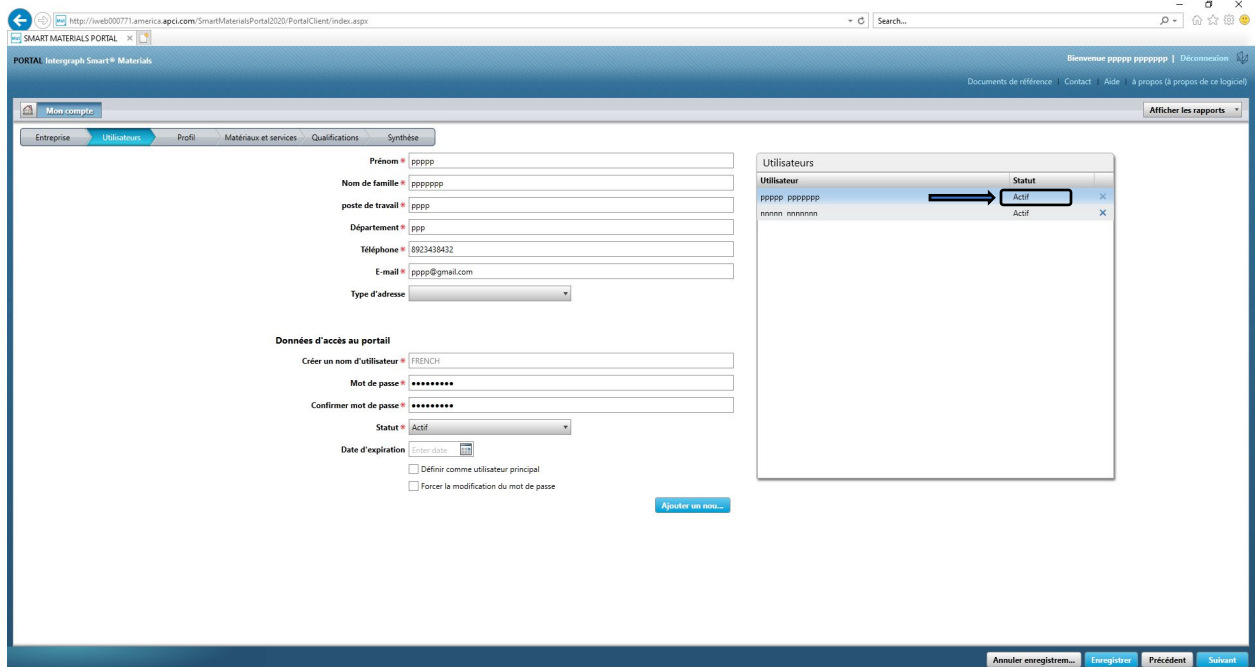 http://iweb000771.america.apci.com/SmartMaterialsPortal2020/PortalClient/index.aspx
Search...
SMART MATERIALS PORTAL
PORTAL Intergraph Smart® Materials
Bienvenue ppppp ppppppp | Déconnexion
Documents de référence | Contact | Aide | à propos (à propos de ce logiciel)
Mon compte
Afficher les rapports
Entreprise Utilisateurs Profil Matériaux et services Qualifications Synthèse
Prénom * ppppp
Nom de famille * ppppppp
poste de travail * pppp
Département * ppp
Téléphone * 8923438432
E-mail * pppp@gmail.com
Type d'adresse
Données d'accès au portail
Créer un nom d'utilisateur * FRENCH
Mot de passe * •••••••••
Confirmer mot de passe * •••••••••
Statut * Actif
Date d'expiration Enter date
Définir comme utilisateur principal
Forcer la modification du mot de passe
Ajouter un nou...
Utilisateurs
Utilisateur Statut
ppppp ppppppp Actif
nnnnn nnnnnnn Actif
Annuler enregistrem... Enregistrer Précédent Suivant